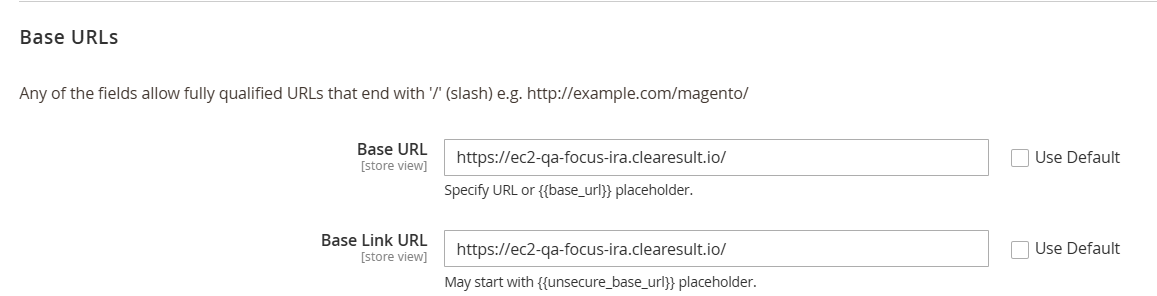 Base URLs
Any of the fields allow fully qualified URLs that end with '/' (slash) e.g. http://example.com/magento/
Base URL
[store view]
https://ec2-qa-focus-ira.clearesult.io/
Use Default
Specify URL or {{base_url}} placeholder.
Base Link URL
[store view]
https://ec2-qa-focus-ira.clearesult.io/
Use Default
May start with {{unsecure_base_url}} placeholder.